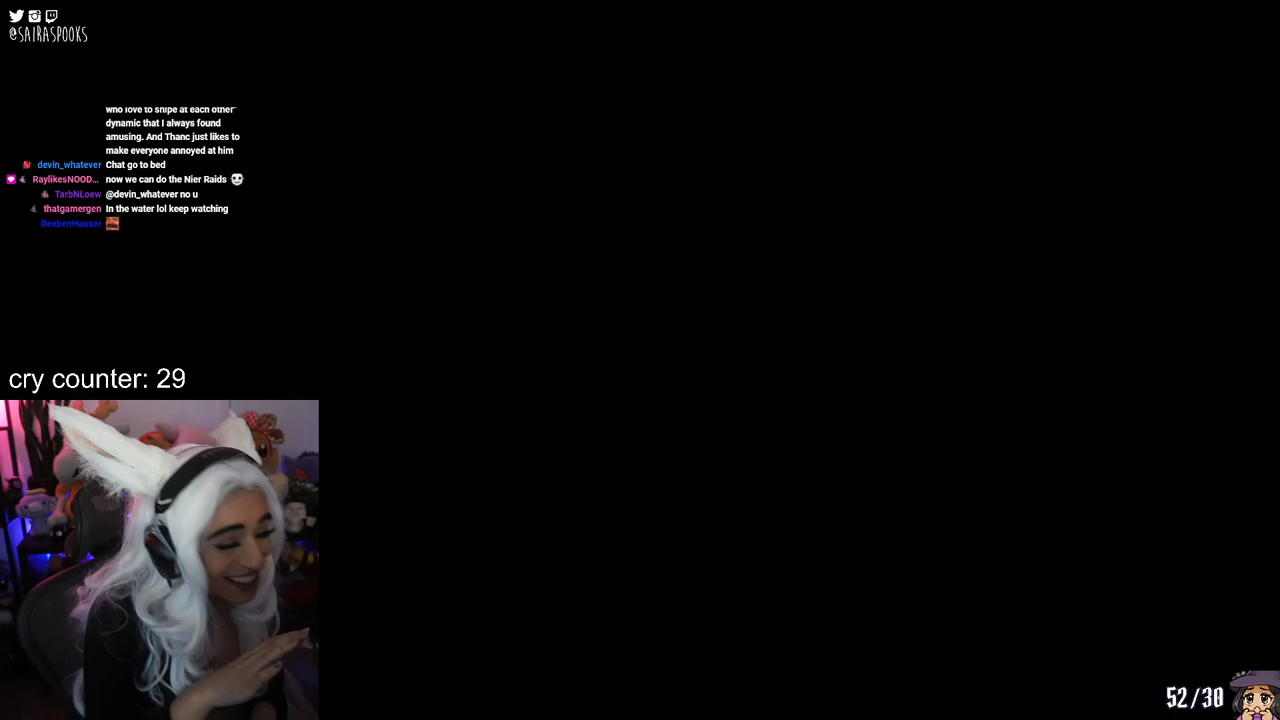 @SAIRASPOOKS
who love to snipe at each other"
dynamic that I always found
amusing. And Thanc just likes to
make everyone annoyed at him
devin_whatever Chat go to bed
RaylikesNOOD... now we can do the Nier Raids
TarbNLoew @devin_whatever no u
thatgamergen In the water lol keep watching
ReebenHauser
cry counter: 29
52/30